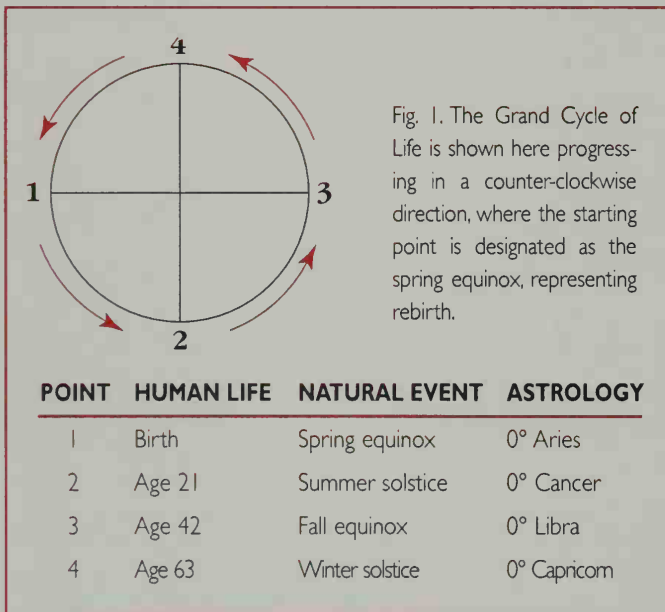 4
1
3
2
Fig. 1. The Grand Cycle of
Life is shown here progress-
ing in a counter-clockwise
direction, where the starting
point is designated as the
spring equinox, representing
rebirth.
POINT HUMAN LIFE NATURAL EVENT ASTROLOGY
1 Birth Spring equinox 0° Aries
2 Age 21 Summer solstice 0° Cancer
3 Age 42 Fall equinox 0° Libra
4 Age 63 Winter solstice 0° Capricorn